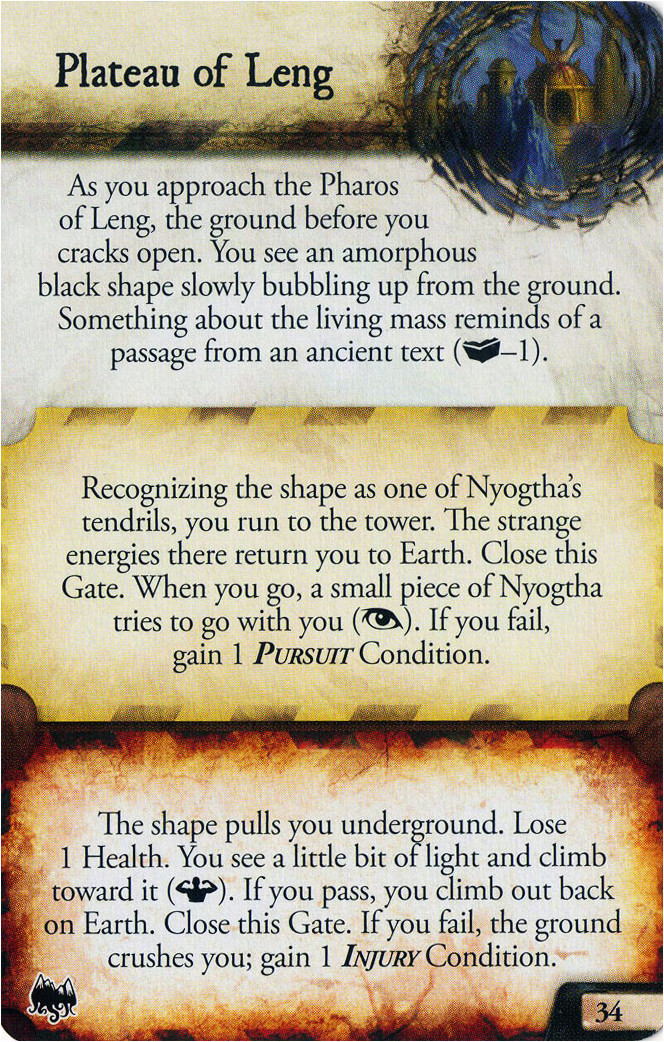 Plateau of Leng
As you approach the Pharos
of Leng, the ground before you
cracks open. You see an amorphous
black shape slowly bubbling up from the ground.
Something about the living mass reminds of a
passage from an ancient text (–1).
Recognizing the shape as one of Nyogtha’s
tendrils, you run to the tower. The strange
energies there return you to Earth. Close this
Gate. When you go, a small piece of Nyogtha
tries to go with you (). If you fail,
gain 1 PURSUIT Condition.
The shape pulls you underground. Lose
1 Health. You see a little bit of light and climb
toward it (). If you pass, you climb out back
on Earth. Close this Gate. If you fail, the ground
crushes you; gain 1 INJURY Condition.
34